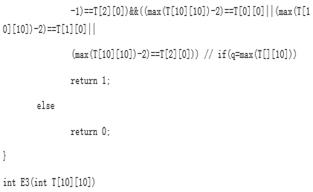 -1)==T[2][0])&&((max(T[10][10])-2)==T[0][0]||(max(T[1
0][10])-2)==T[1][0]||
(max(T[10][10])-2)==T[2][0])) // if(q=max(T[][10]))
return 1;
else
return 0;
}
int E3(int T[10][10])